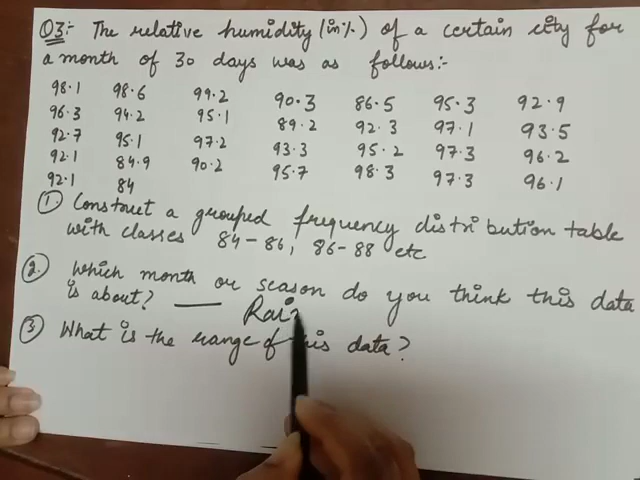 Q3:- The relative humidity (in %) of a certain city for
a month of 30 days was as follows:-
98.1 98.6 99.2 90.3 86.5 95.3 92.9
96.3 94.2 95.1 89.2 92.3 97.1 93.5
92.7 95.1 97.2 93.3 95.2 97.3 96.2
92.1 84.9 90.2 95.7 98.3 97.3 96.1
92.1 84
① Construct a grouped frequency distribution table
with classes 84-86, 86-88 etc
②. Which month or season do you think this data
is about? — Rai
③ What is the range of this data?